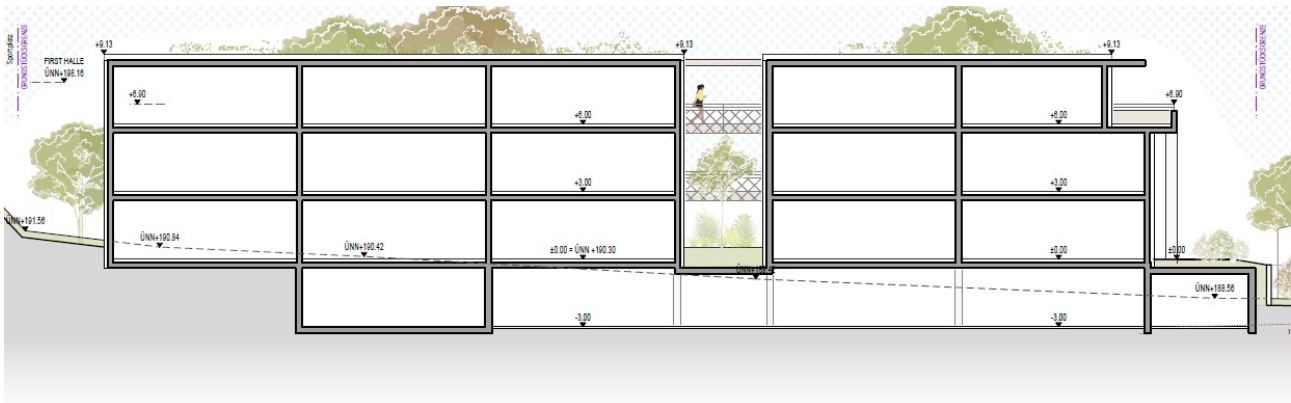 Sportplatz
GRUNDSTÜCKSGRENZE
FIRST HALLE
ÜNN+198.16
+9.13
+9.13
+9.13
GRUNDSTÜCKSGRENZE
+6.90
+6.00
+6.00
+6.90
+3.00
+3.00
ÜNN+191.56
ÜNN+190.84
ÜNN+190.42
±0.00 = ÜNN +190.30
±0.00
±0.00
ÜNN+188.56
-3.00
-3.00